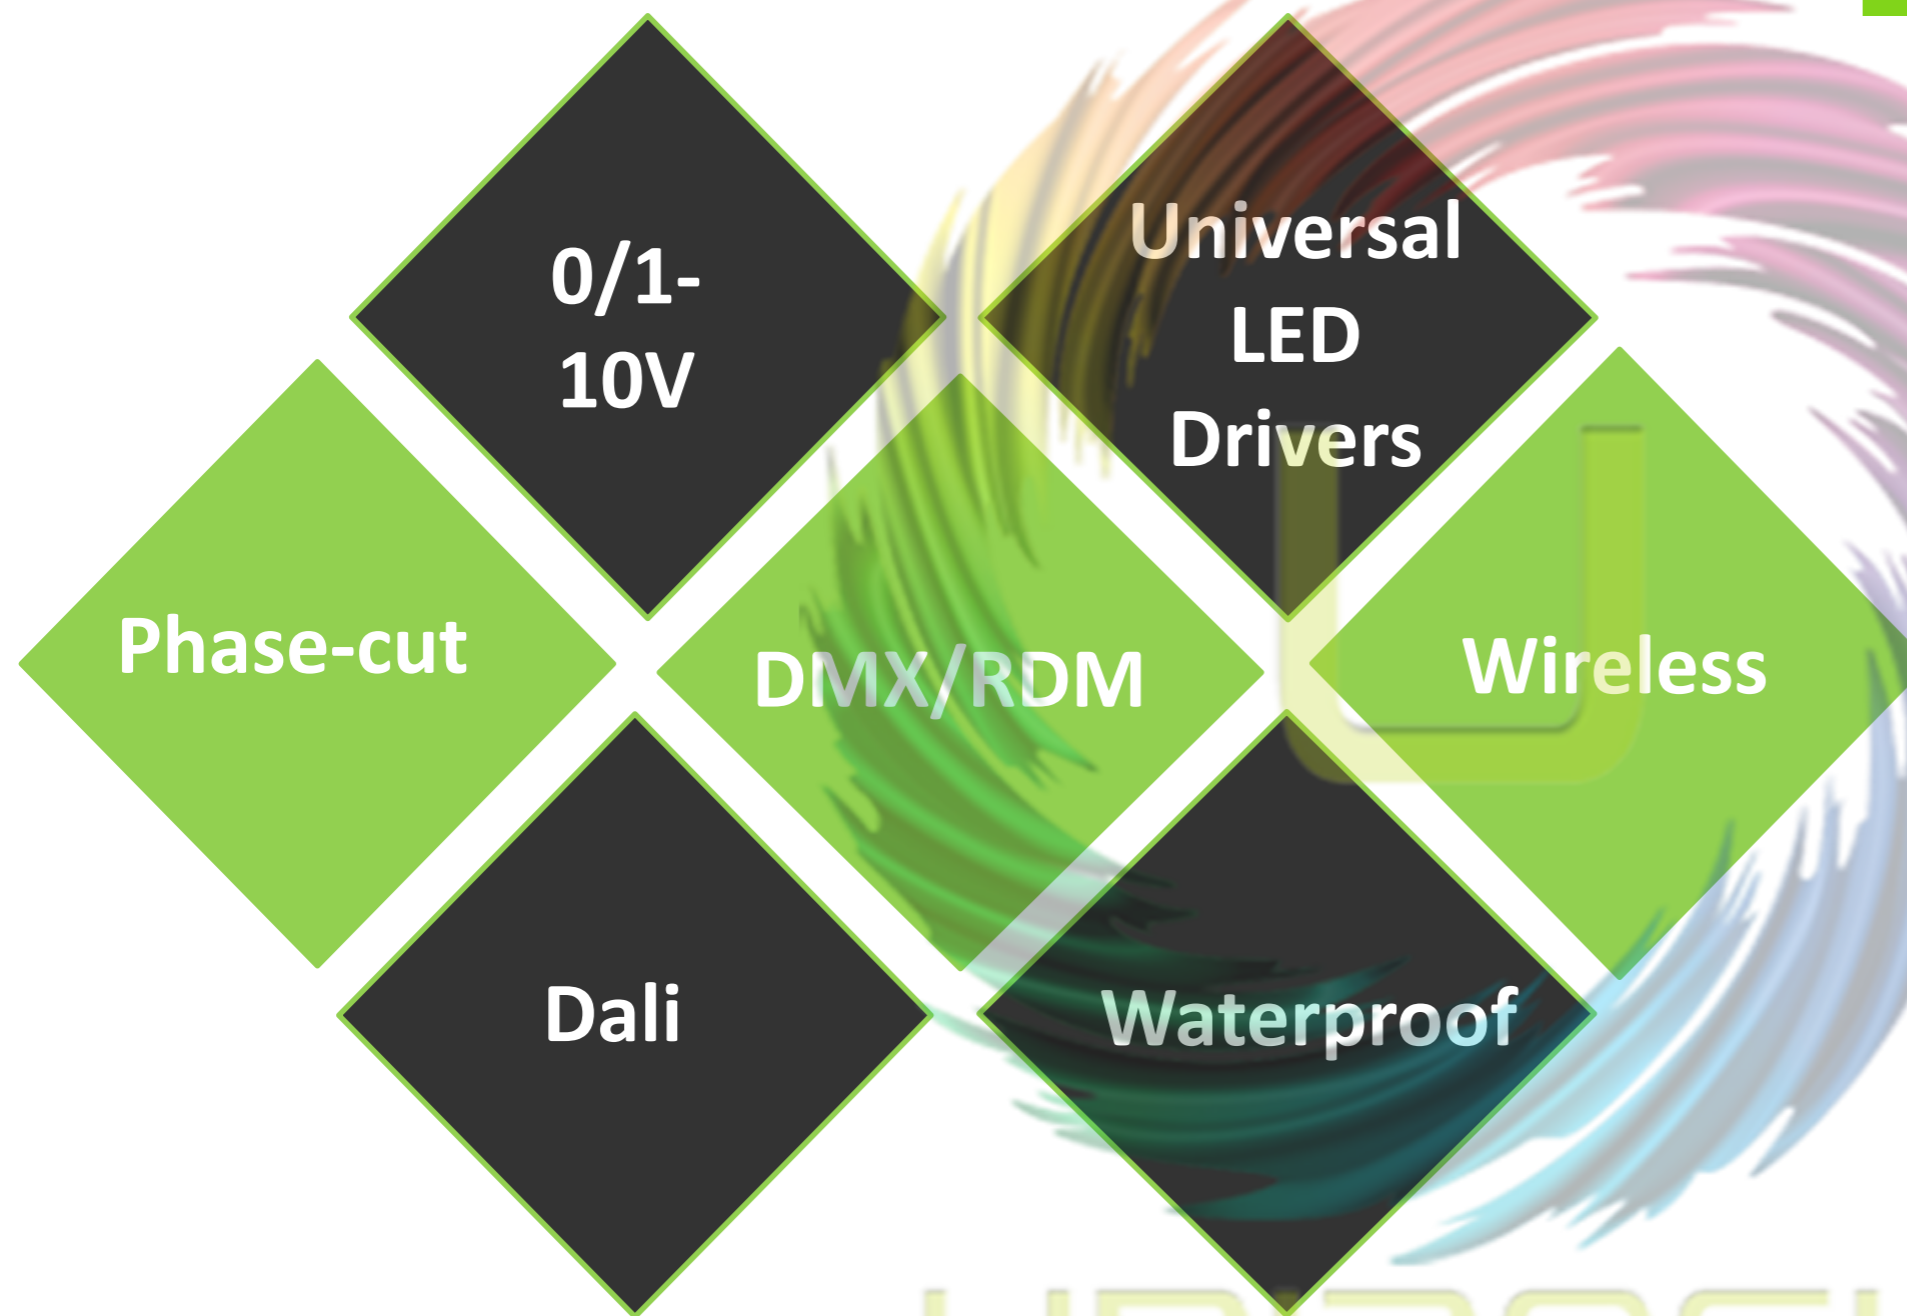 0/1-
10V
Universal
LED
Drivers
Phase-cut
DMX/RDM
Wireless
Dali
Waterproof
U